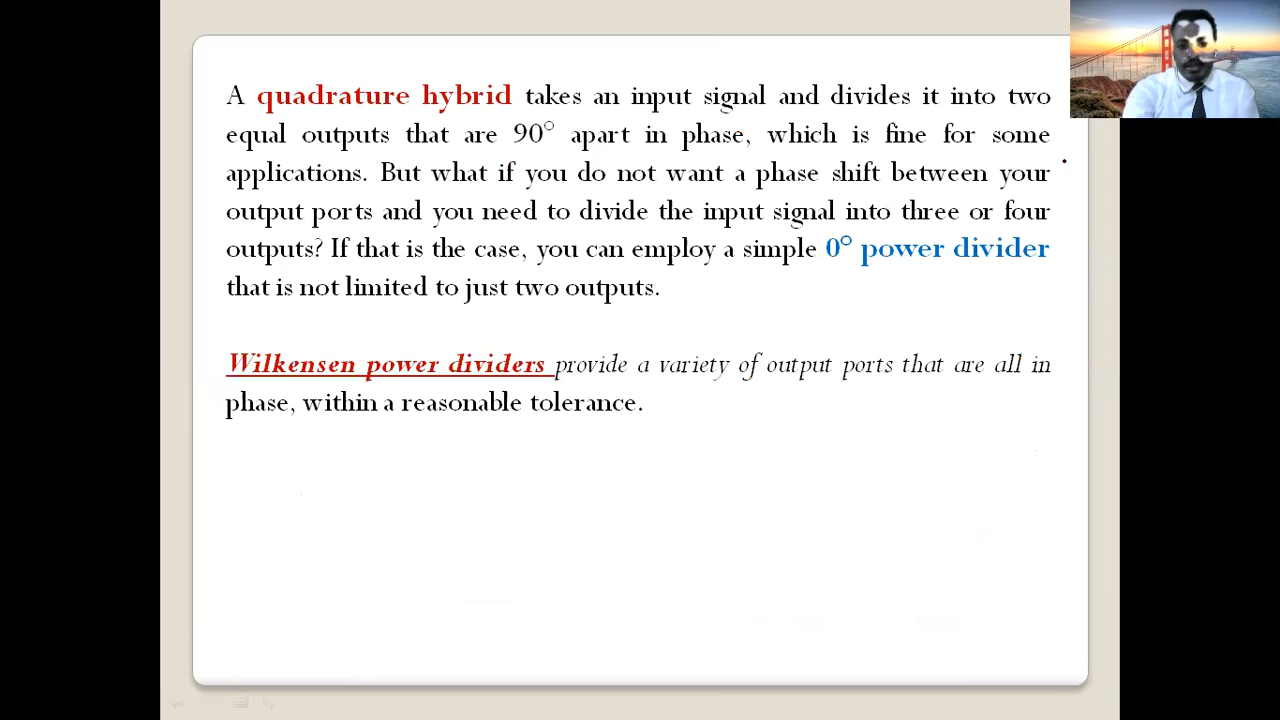 A quadrature hybrid takes an input signal and divides it into two
equal outputs that are 90° apart in phase, which is fine for some
applications. But what if you do not want a phase shift between your
output ports and you need to divide the input signal into three or four
outputs? If that is the case, you can employ a simple 0° power divider
that is not limited to just two outputs.
Wilkensen power dividers provide a variety of output ports that are all in
phase, within a reasonable tolerance.